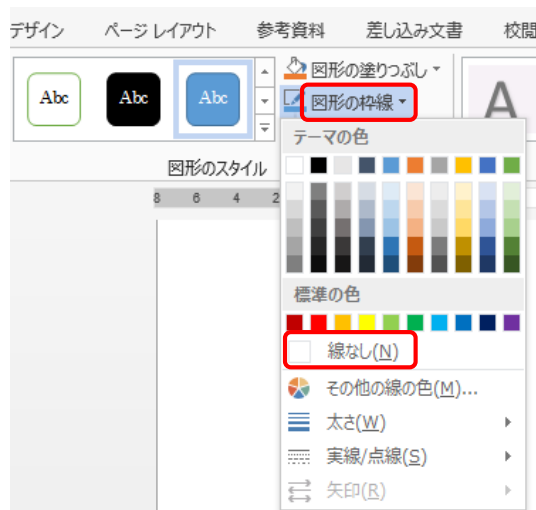 デザイン ページ レイアウト 参考資料 差し込み文書 校閲
Abc Abc Abc
図形の塗りつぶし
図形の枠線
A
図形のスタイル
8 6 4 2
テーマの色
標準の色
線なし(N)
その他の線の色(M)...
太さ(W)
実線/点線(S)
矢印(R)